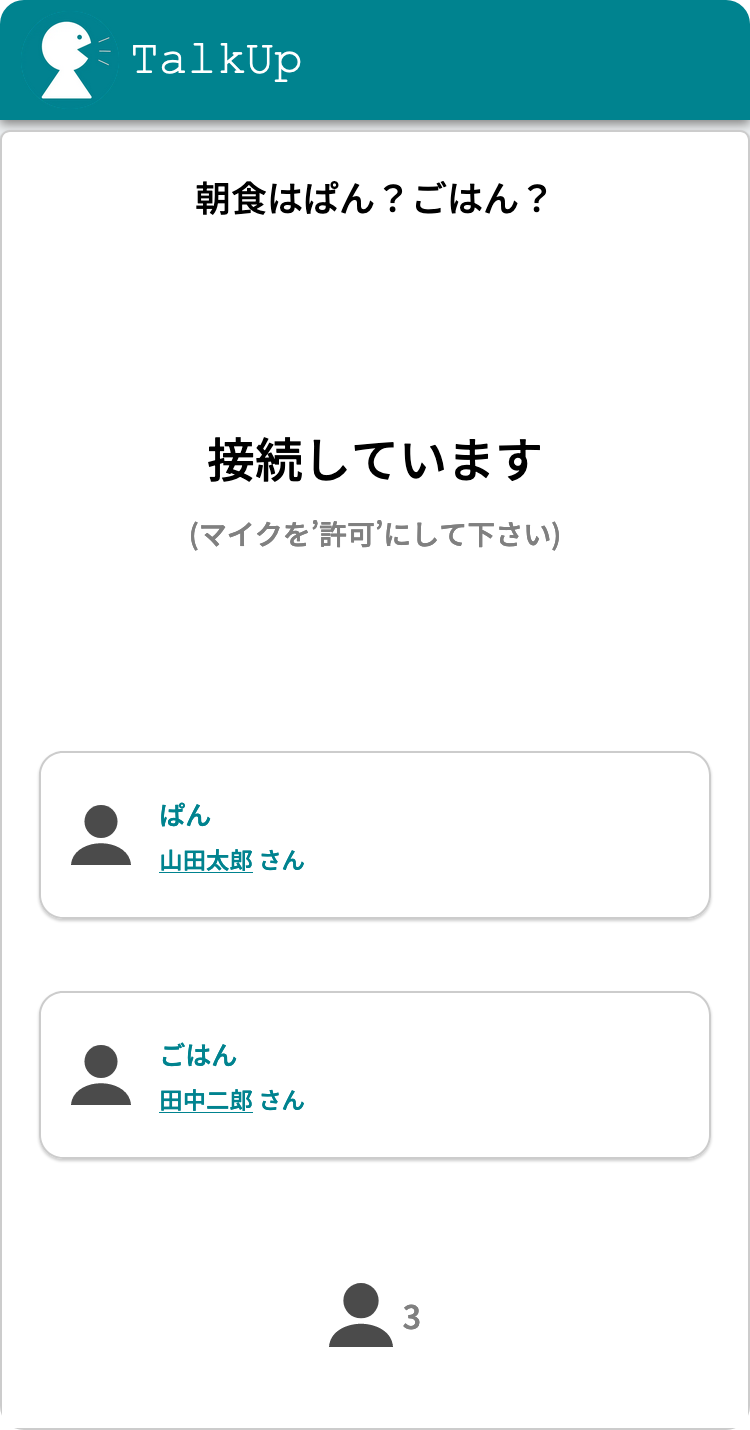 TalkUp
朝食はぱん？ごはん？
接続しています
(マイクを’許可’にして下さい)
ぱん
山田太郎 さん
ごはん
田中二郎 さん
3